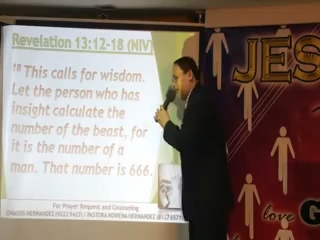 Revelation 13:12-18 (NIV)
18 This calls for wisdom.
Let the person who has
insight calculate the
number of the beast, for
it is the number of a
man. That number is 666.
For Prayer Request and Counseling
JES
love G